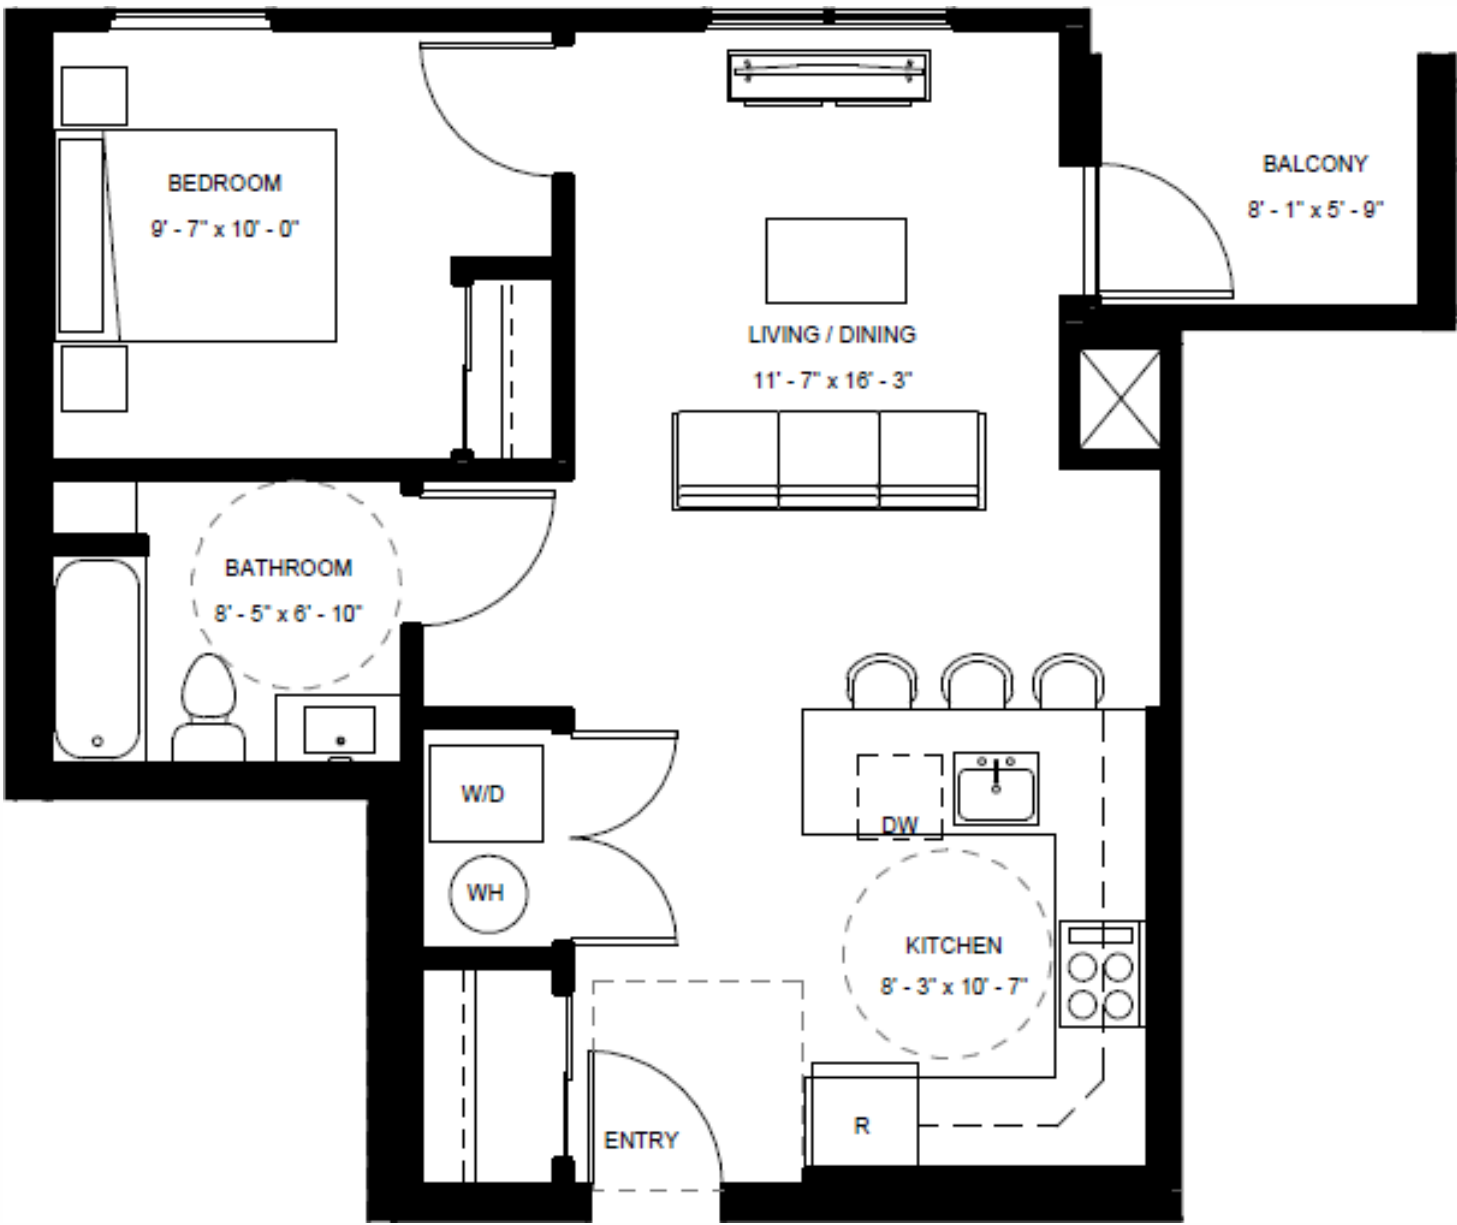 BEDROOM
9' - 7" x 10' - 0"
BALCONY
8' - 1" x 5' - 9"
LIVING / DINING
11' - 7" x 16' - 3"
BATHROOM
8' - 5" x 6' - 10"
W/D
DW
WH
KITCHEN
8' - 3" x 10' - 7"
ENTRY
R